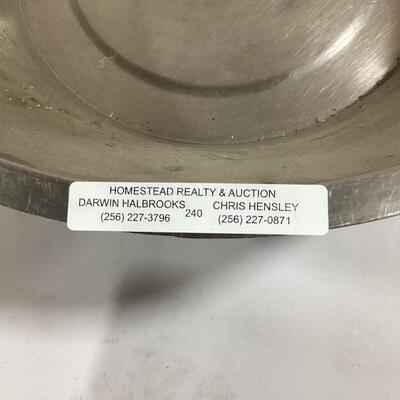 HOMESTEAD REALTY & AUCTION
DARWIN HALBROOKS 240 CHRIS HENSLEY
(256) 227-3796 (256) 227-0871